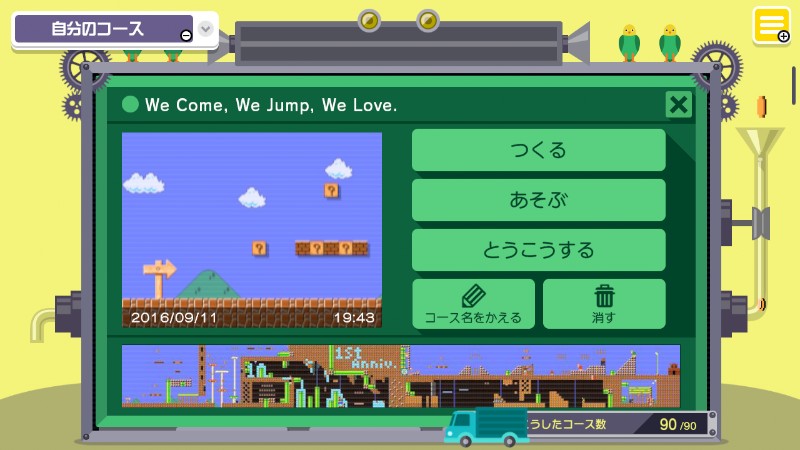 自分のコース
We Come, We Jump, We Love.
つくる
あそぶ
とうこうする
コース名をかえる
消す
2016/09/11
19:43
1st
Anniv.
うしたコース数
90 /90